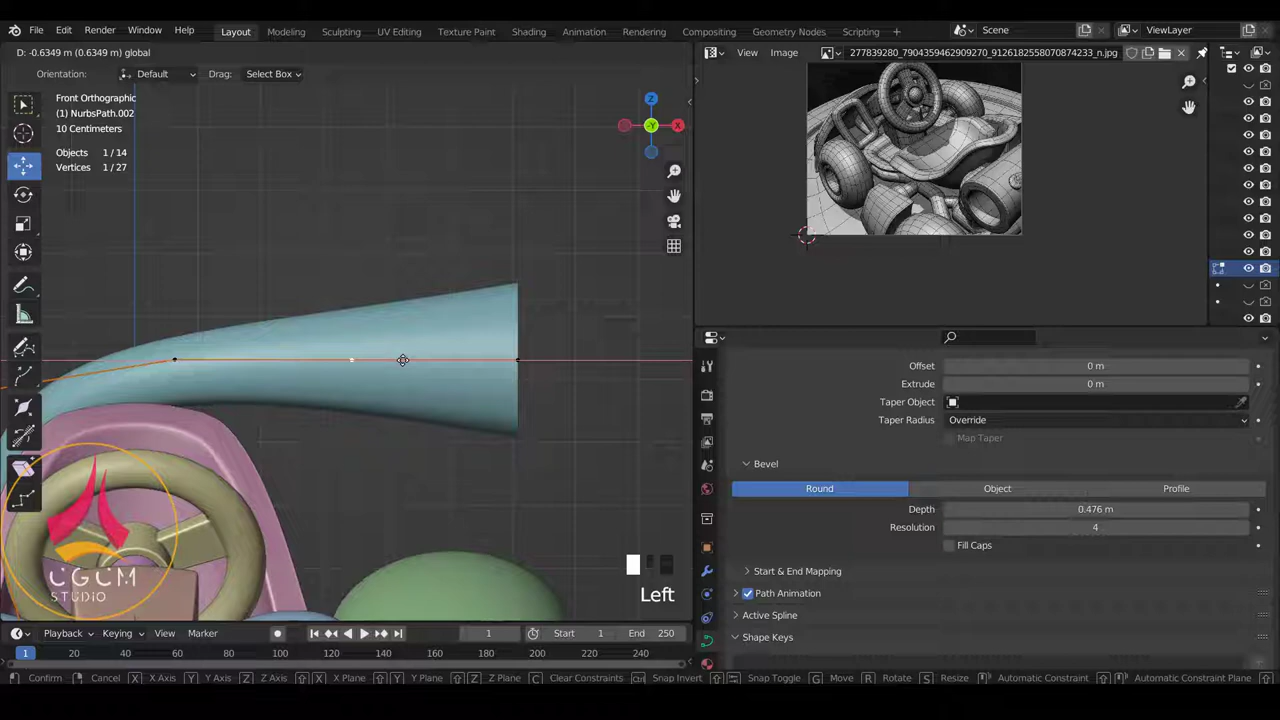 File Edit Render Window Help Layout Modeling Sculpting UV Editing Texture Paint Shading Animation Rendering Compositing Geometry Nodes Scripting Scene ViewLayer
D: -0.6349 m (0.6349 m) global
View Image 277839280_7904359462909270_9126182558070874233_n.jpg
Orientation: Default Drag: Select Box
Front Orthographic
(1) NurbsPath.002
10 Centimeters
Objects 1 / 14
Vertices 1 / 27
Z
-Y X
Offset 0 m
Extrude 0 m
Taper Object
Taper Radius Override
Map Taper
Bevel
Round Object Profile
Depth 0.476 m
Resolution 4
Fill Caps
Start & End Mapping
Path Animation
Active Spline
Shape Keys
CGCM
STUDIO
Left
Playback Keying View Marker 1 Start 1 End 250
1 20 40 60 80 100 120 140 160 180 200 220 240
Confirm Cancel X X Axis Y Y Axis Z Z Axis X X Plane Y Y Plane Z Z Plane C Clear Constraints Snap Invert Snap Toggle G Move R Rotate S Resize Automatic Constraint Automatic Constraint Plane